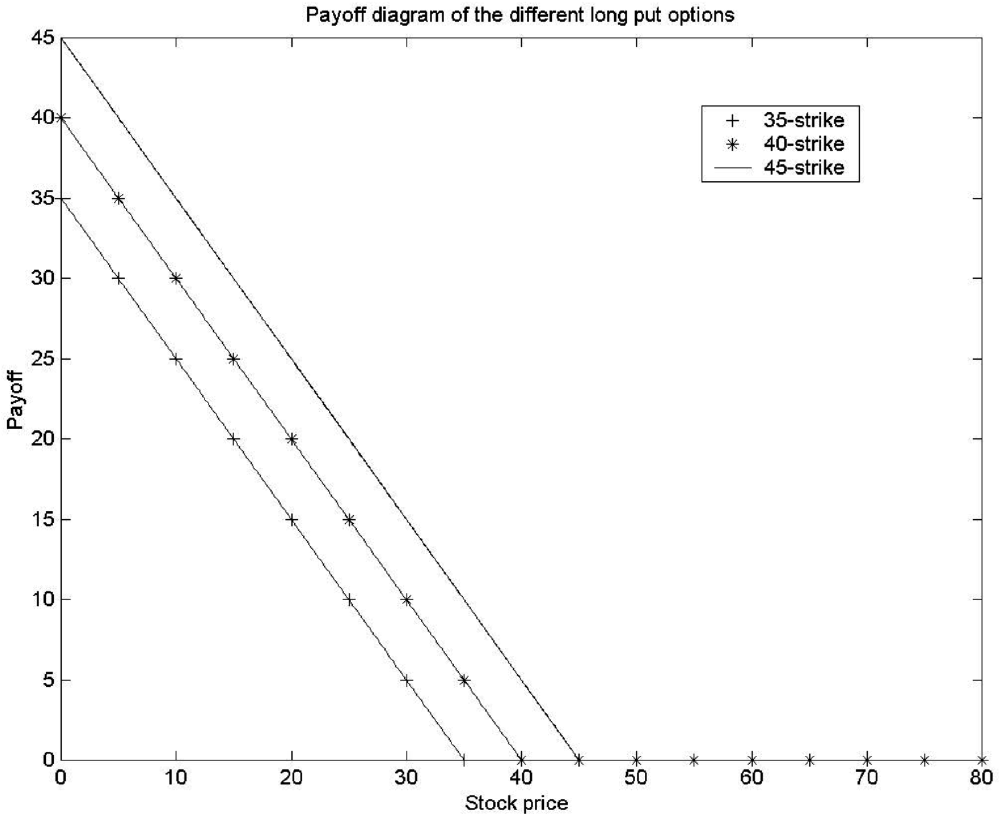 Payoff diagram of the different long put options
45
40
35
30
25
20
15
10
5
0
Payoff
35-strike
40-strike
45-strike
0 10 20 30 40 50 60 70 80
Stock price